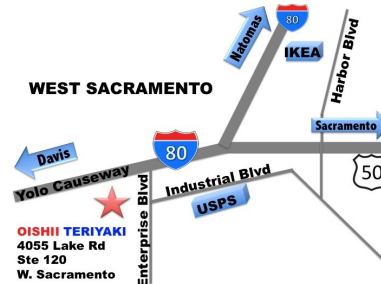 80
Natomas
IKEA
Harbor Blvd
WEST SACRAMENTO
Sacramento
80
Davis
Yolo Causeway
50
Industrial Blvd
USPS
Enterprise Blvd
OISHII TERIYAKI
4055 Lake Rd
Ste 120
W. Sacramento